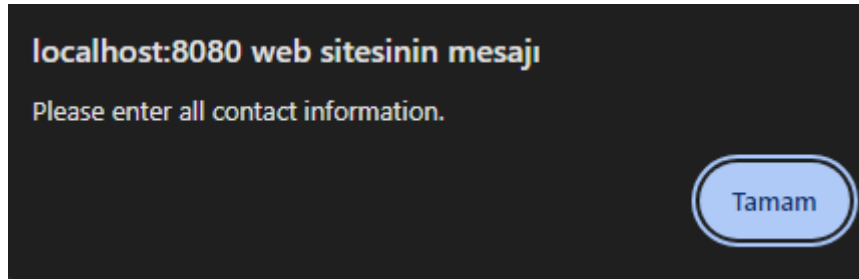 localhost:8080 web sitesinin mesajı
Please enter all contact information.
Tamam